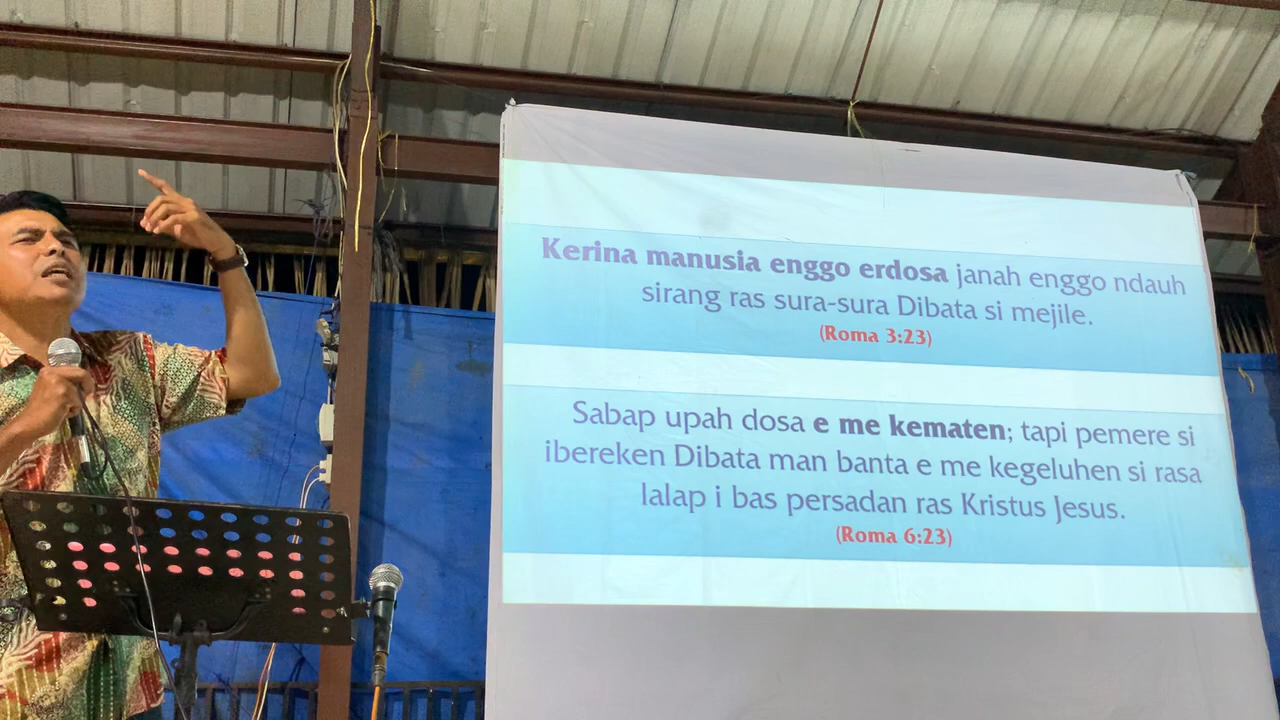 Kerina manusia enggo erdosa janah enggo ndauh
sirang ras sura-sura Dibata si mejile.
(Roma 3:23)
Sabap upah dosa e me kematen; tapi pemere si
ibereken Dibata man banta e me kegeluhen si rasa
lalap i bas persadan ras Kristus Jesus.
(Roma 6:23)